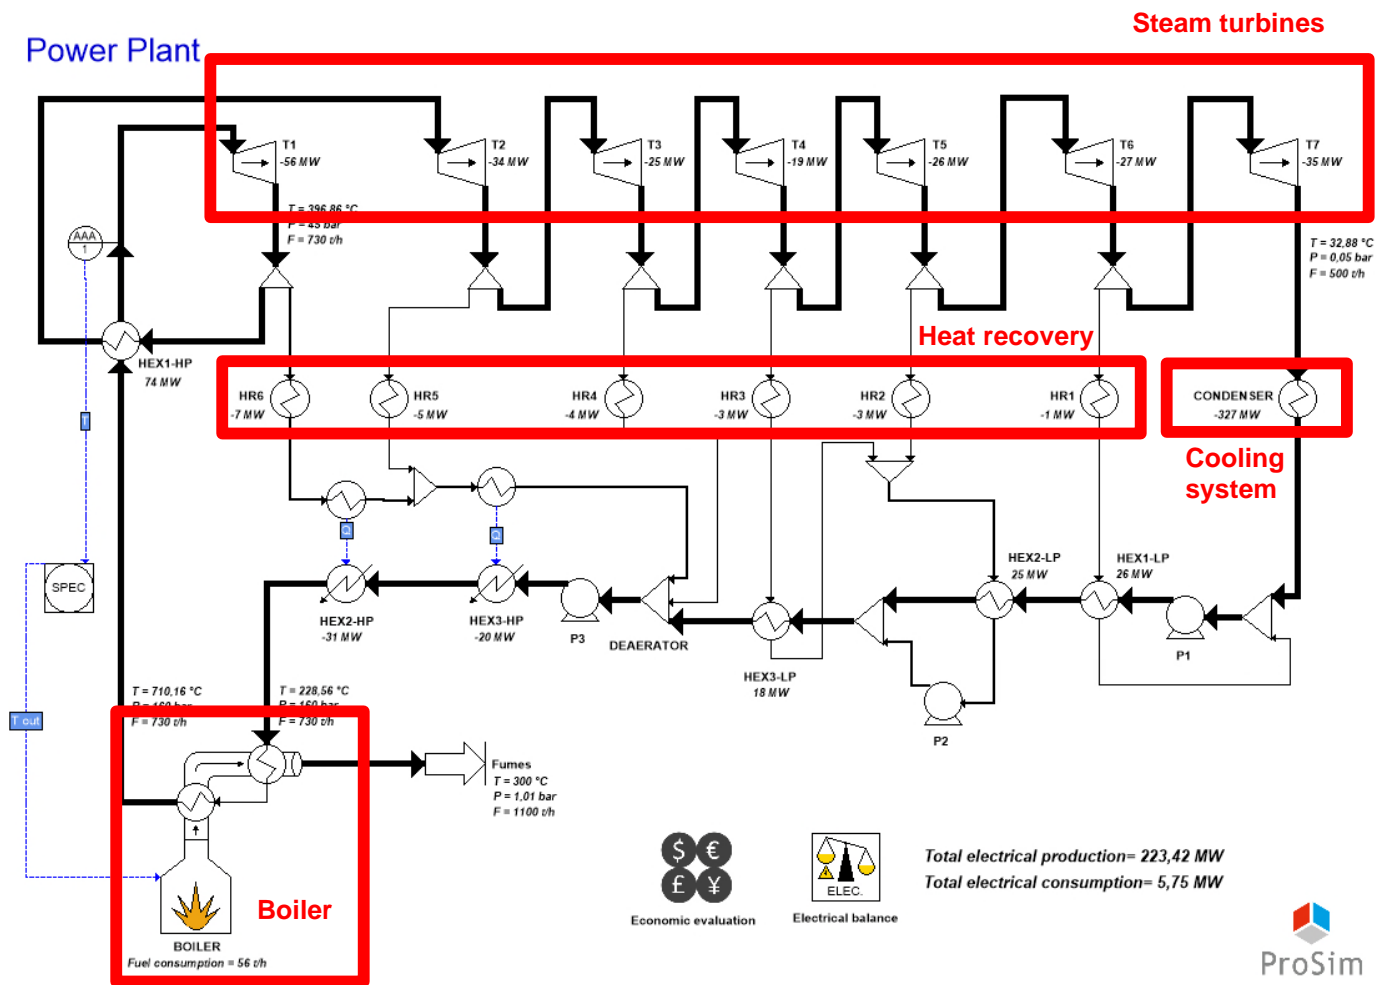 Steam turbines
Power Plant
T1
-56 MW
T2
-34 MW
T3
-25 MW
T4
-19 MW
T5
-26 MW
T6
-27 MW
T7
-35 MW
T = 396,86 °C
P = 45 bar
F = 730 t/h
AAA
1
T = 32,88 °C
P = 0,05 bar
F = 500 t/h
Heat recovery
HEX1-HP
74 MW
HR6
-7 MW
HR5
-5 MW
HR4
-4 MW
HR3
-3 MW
HR2
-3 MW
HR1
-1 MW
CONDENSER
-327 MW
T
Cooling
system
Q
Q
SPEC
HEX2-LP
25 MW
HEX1-LP
26 MW
HEX2-HP
-31 MW
HEX3-HP
-20 MW
P3
DEAERATOR
P1
HEX3-LP
18 MW
P2
T = 710,16 °C
P = 160 bar
F = 730 t/h
T = 228,56 °C
P = 160 bar
F = 730 t/h
T out
Fumes
T = 300 °C
P = 1,01 bar
F = 1100 t/h
Boiler
BOILER
Fuel consumption = 56 t/h
$ €
£ ¥
Economic evaluation
ELEC.
Electrical balance
Total electrical production= 223,42 MW
Total electrical consumption= 5,75 MW
ProSim